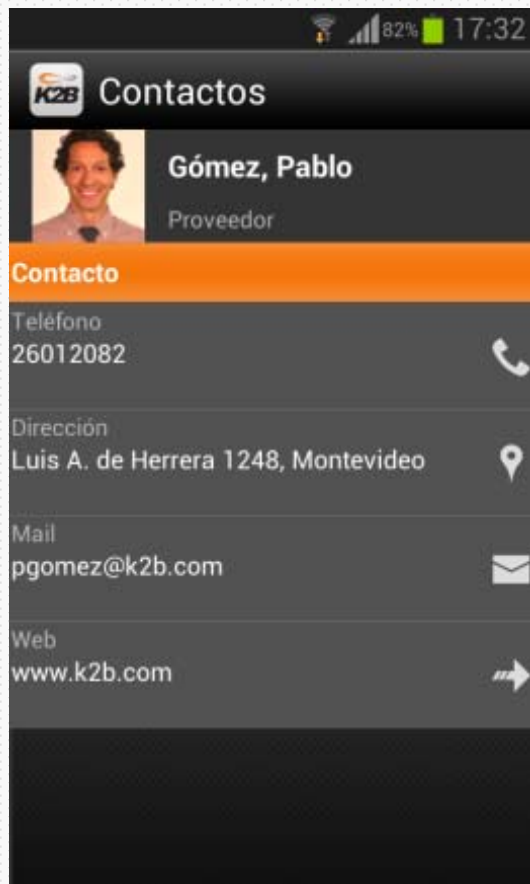 82% 17:32
K2B Contactos
Gómez, Pablo
Proveedor
Contacto
Teléfono
26012082
Dirección
Luis A. de Herrera 1248, Montevideo
Mail
pgomez@k2b.com
Web
www.k2b.com